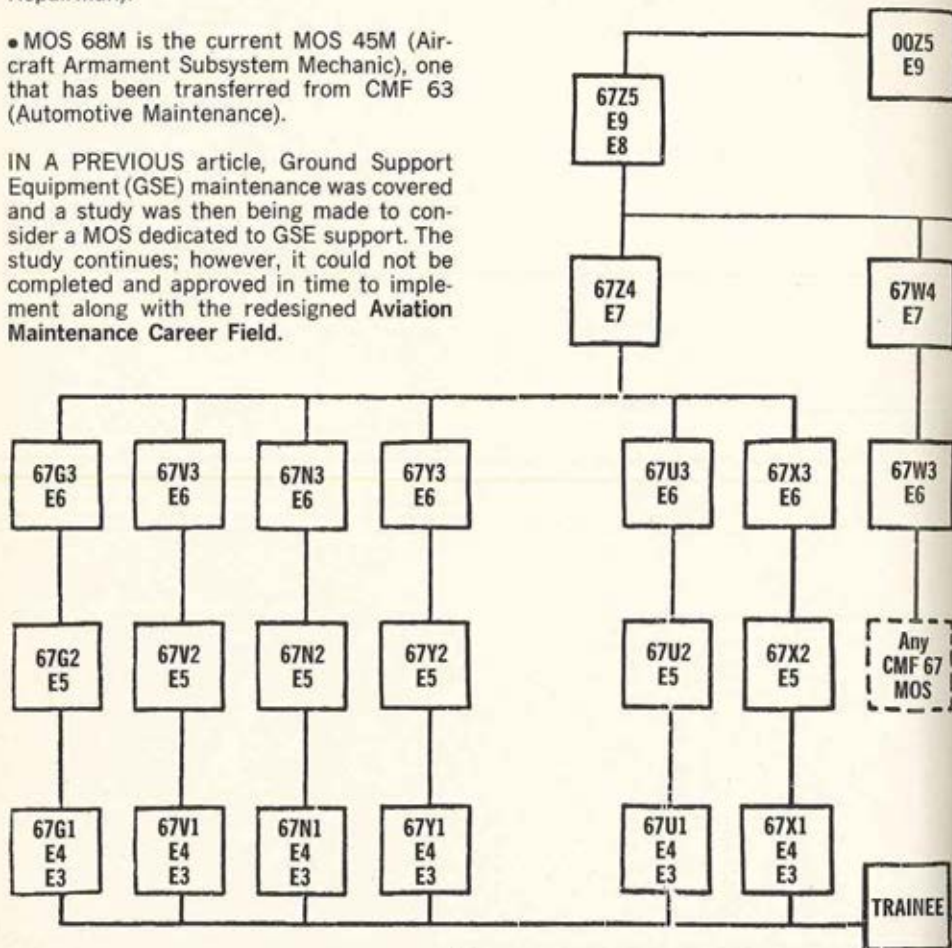 • MOS 68M is the current MOS 45M (Air-
craft Armament Subsystem Mechanic), one
that has been transferred from CMF 63
(Automotive Maintenance).
IN A PREVIOUS article, Ground Support
Equipment (GSE) maintenance was covered
and a study was then being made to con-
sider a MOS dedicated to GSE support. The
study continues; however, it could not be
completed and approved in time to imple-
ment along with the redesigned Aviation
Maintenance Career Field.
00Z5
E9
67Z5
E9
E8
67Z4
E7
67W4
E7
67G3
E6
67V3
E6
67N3
E6
67Y3
E6
67U3
E6
67X3
E6
67W3
E6
67G2
E5
67V2
E5
67N2
E5
67Y2
E5
67U2
E5
67X2
E5
Any
CMF 67
MOS
67G1
E4
E3
67V1
E4
E3
67N1
E4
E3
67Y1
E4
E3
67U1
E4
E3
67X1
E4
E3
TRAINEE